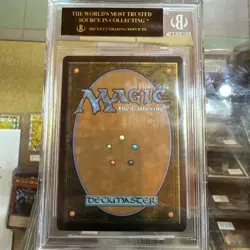 THE WORLD'S MOST TRUSTED
SOURCE IN COLLECTING™
MAGIC
The Gathering®
DECKMASTER